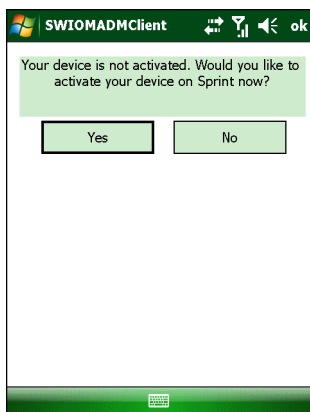 SWIOMADMClient ok
Your device is not activated. Would you like to
activate your device on Sprint now?
Yes No